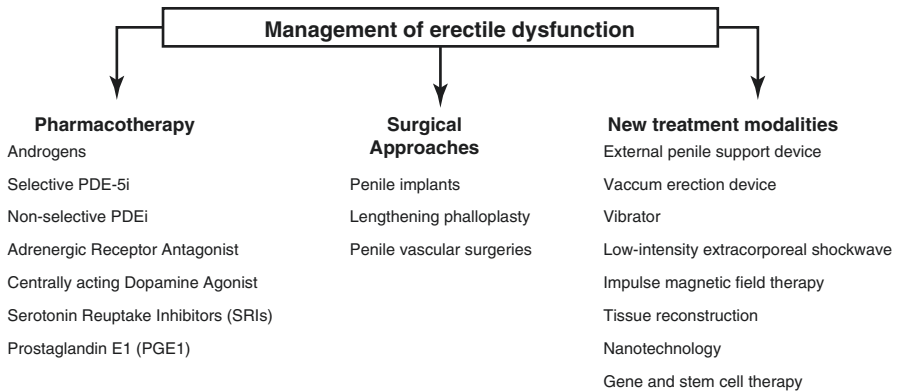 Management of erectile dysfunction
Pharmacotherapy
Androgens
Selective PDE-5i
Non-selective PDEi
Adrenergic Receptor Antagonist
Centrally acting Dopamine Agonist
Serotonin Reuptake Inhibitors (SRIs)
Prostaglandin E1 (PGE1)
Surgical
Approaches
Penile implants
Lengthening phalloplasty
Penile vascular surgeries
New treatment modalities
External penile support device
Vaccum erection device
Vibrator
Low-intensity extracorporeal shockwave
Impulse magnetic field therapy
Tissue reconstruction
Nanotechnology
Gene and stem cell therapy